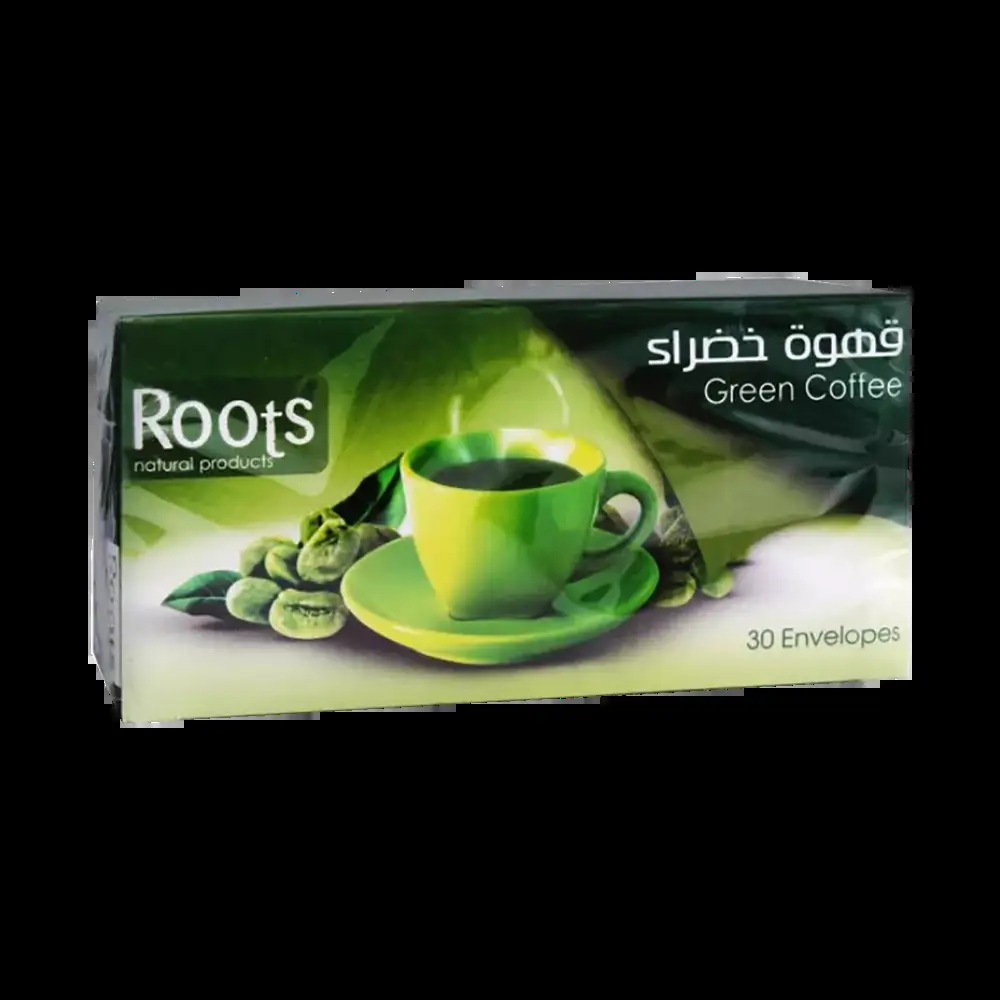 قهوة خضراء
Green Coffee
Roots
natural products
30 Envelopes